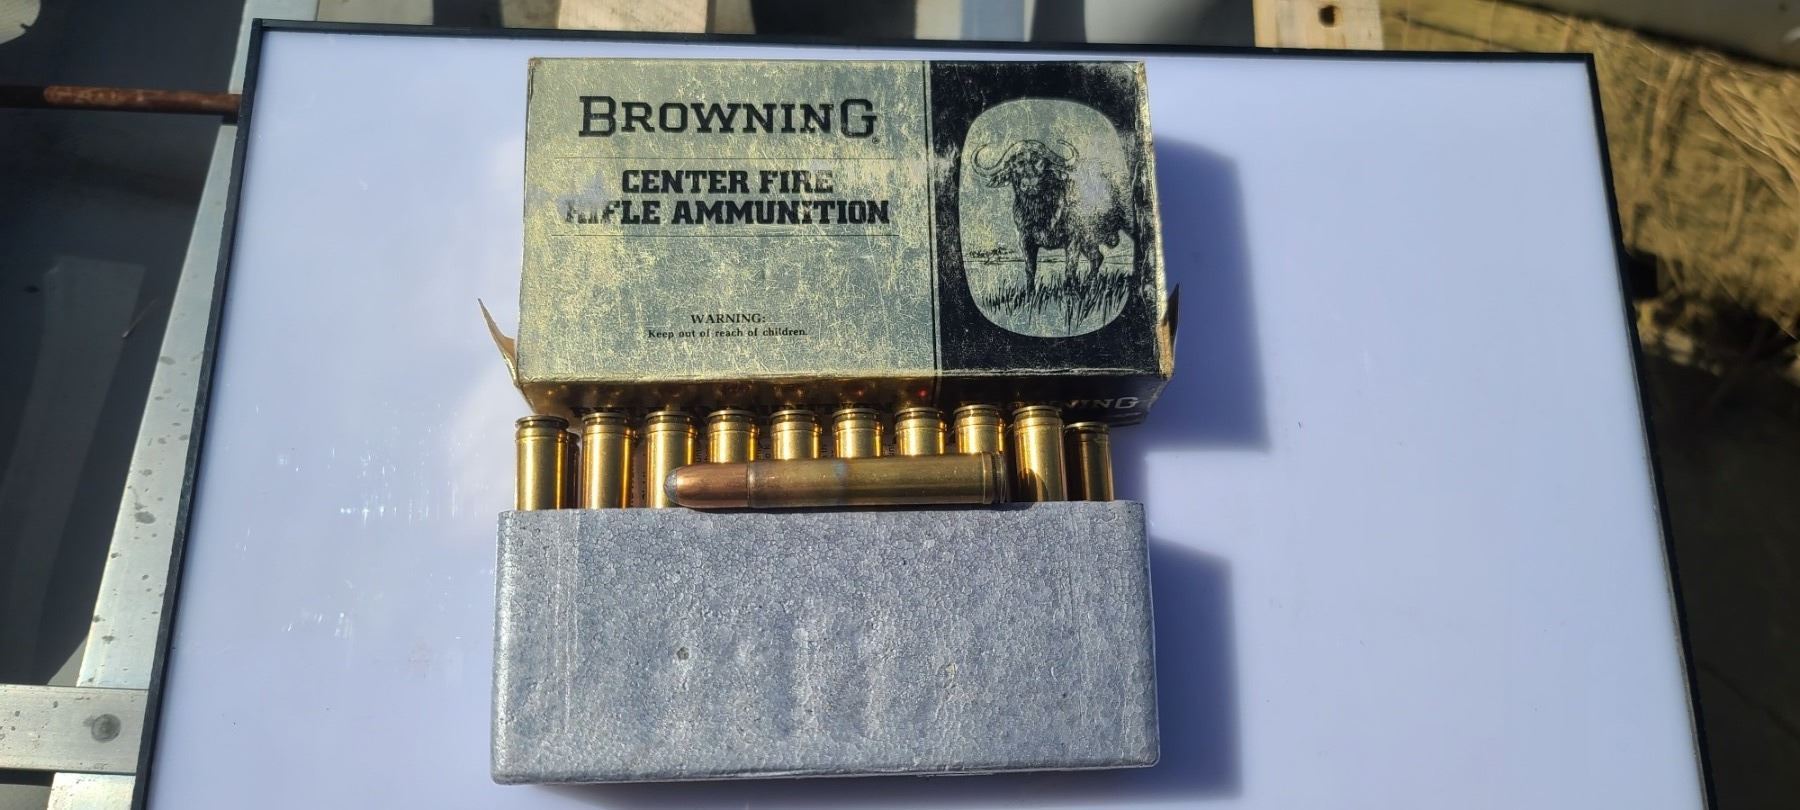 BROWNING
CENTER FIRE
RIFLE AMMUNITION
WARNING:
Keep out of reach of children.
BROWNING